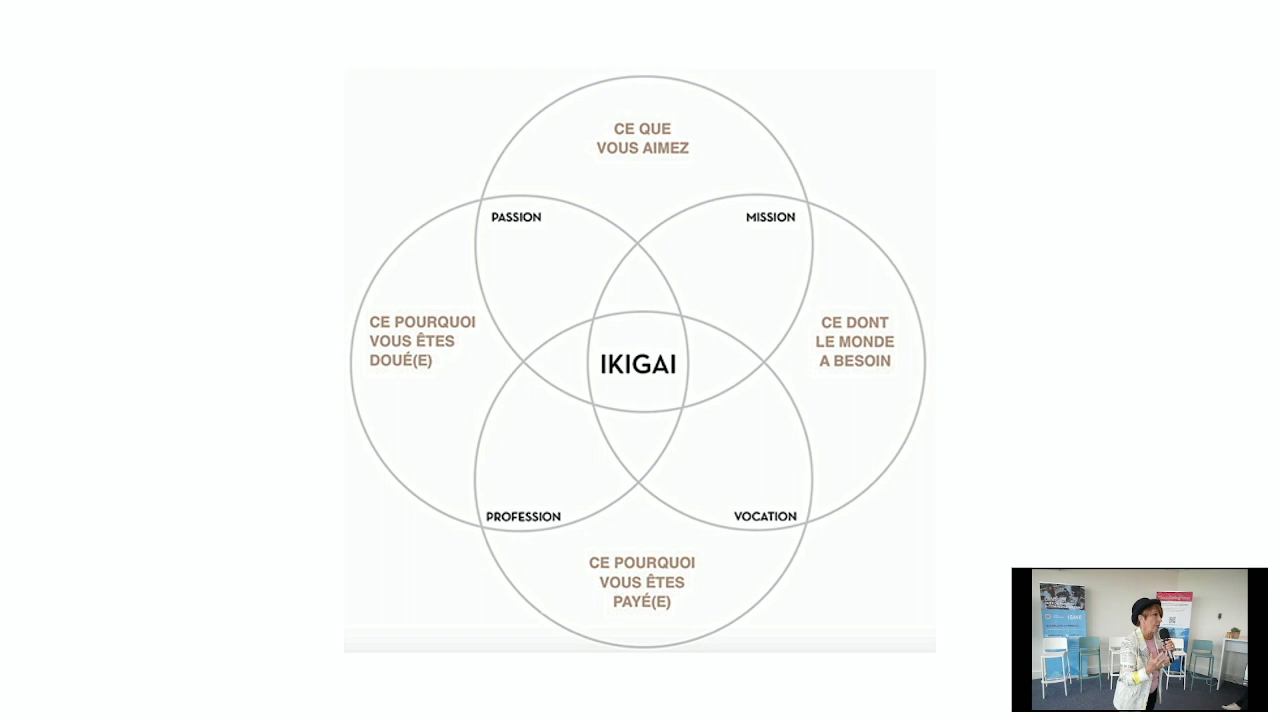 CE QUE
VOUS AIMEZ
PASSION
MISSION
CE POURQUOI
VOUS ÊTES
DOUÉ(E)
IKIGAI
CE DONT
LE MONDE
A BESOIN
PROFESSION
VOCATION
CE POURQUOI
VOUS ÊTES
PAYÉ(E)